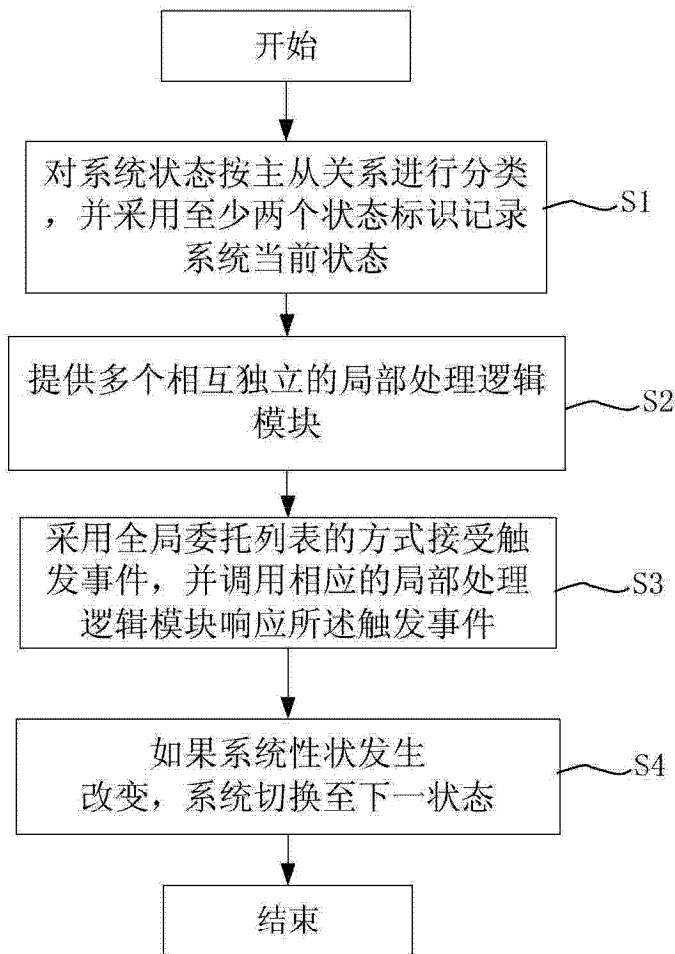 开始
对系统状态按主从关系进行分类
，并采用至少两个状态标识记录
系统当前状态
S1
提供多个相互独立的局部处理逻辑
模块
S2
采用全局委托列表的方式接受触
发事件，并调用相应的局部处理
逻辑模块响应所述触发事件
S3
如果系统性状发生
改变，系统切换至下一状态
S4
结束